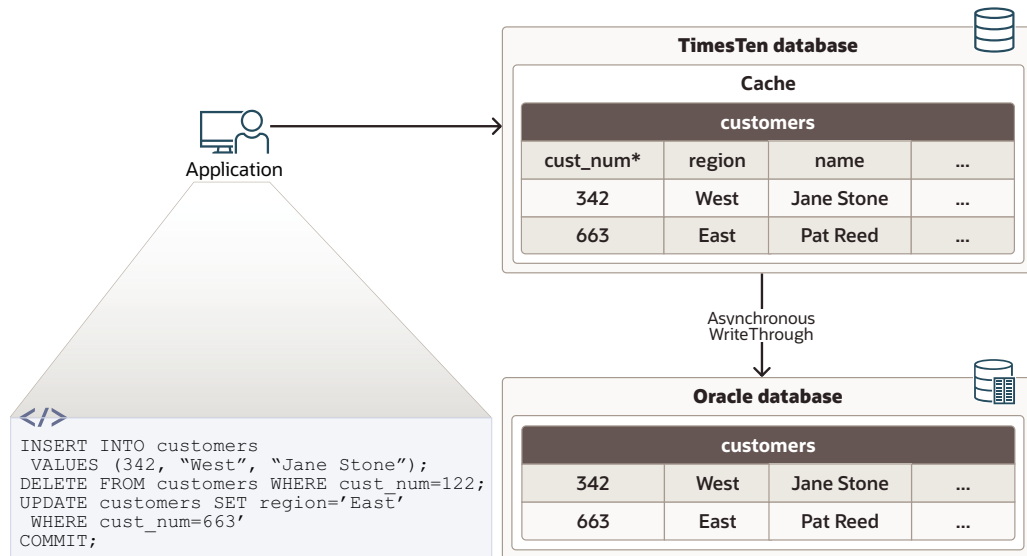 TimesTen database
Cache
customers
cust_num* region name ...
342 West Jane Stone ...
663 East Pat Reed ...
Application
Asynchronous
WriteThrough
Oracle database
customers
342 West Jane Stone ...
663 East Pat Reed ...
</>
INSERT INTO customers
VALUES (342, “West”, “Jane Stone”);
DELETE FROM customers WHERE cust_num=122;
UPDATE customers SET region=’East’
WHERE cust_num=663’
COMMIT;